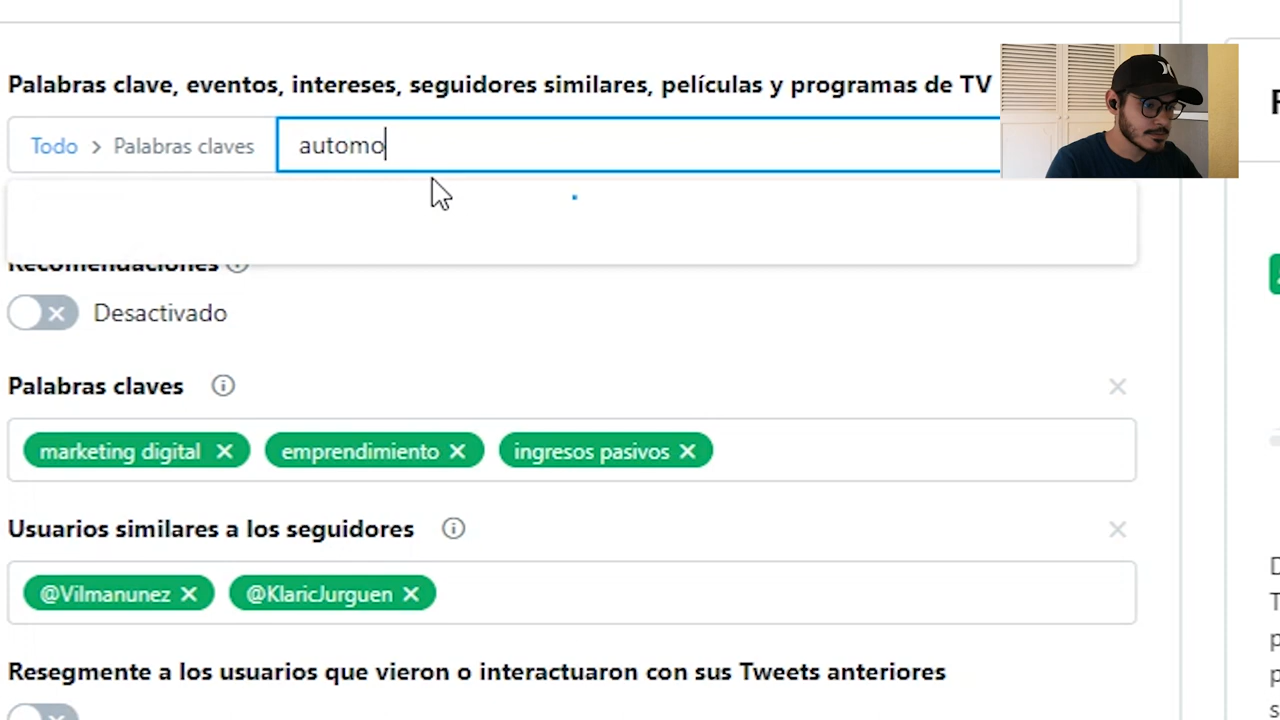 Palabras clave, eventos, intereses, seguidores similares, películas y programas de TV
Todo > Palabras claves automo
Recomendaciones
Desactivado
Palabras claves
marketing digital emprendimiento ingresos pasivos
Usuarios similares a los seguidores
@Vilmanunez @KlaricJurguen
Resegmente a los usuarios que vieron o interactuaron con sus Tweets anteriores